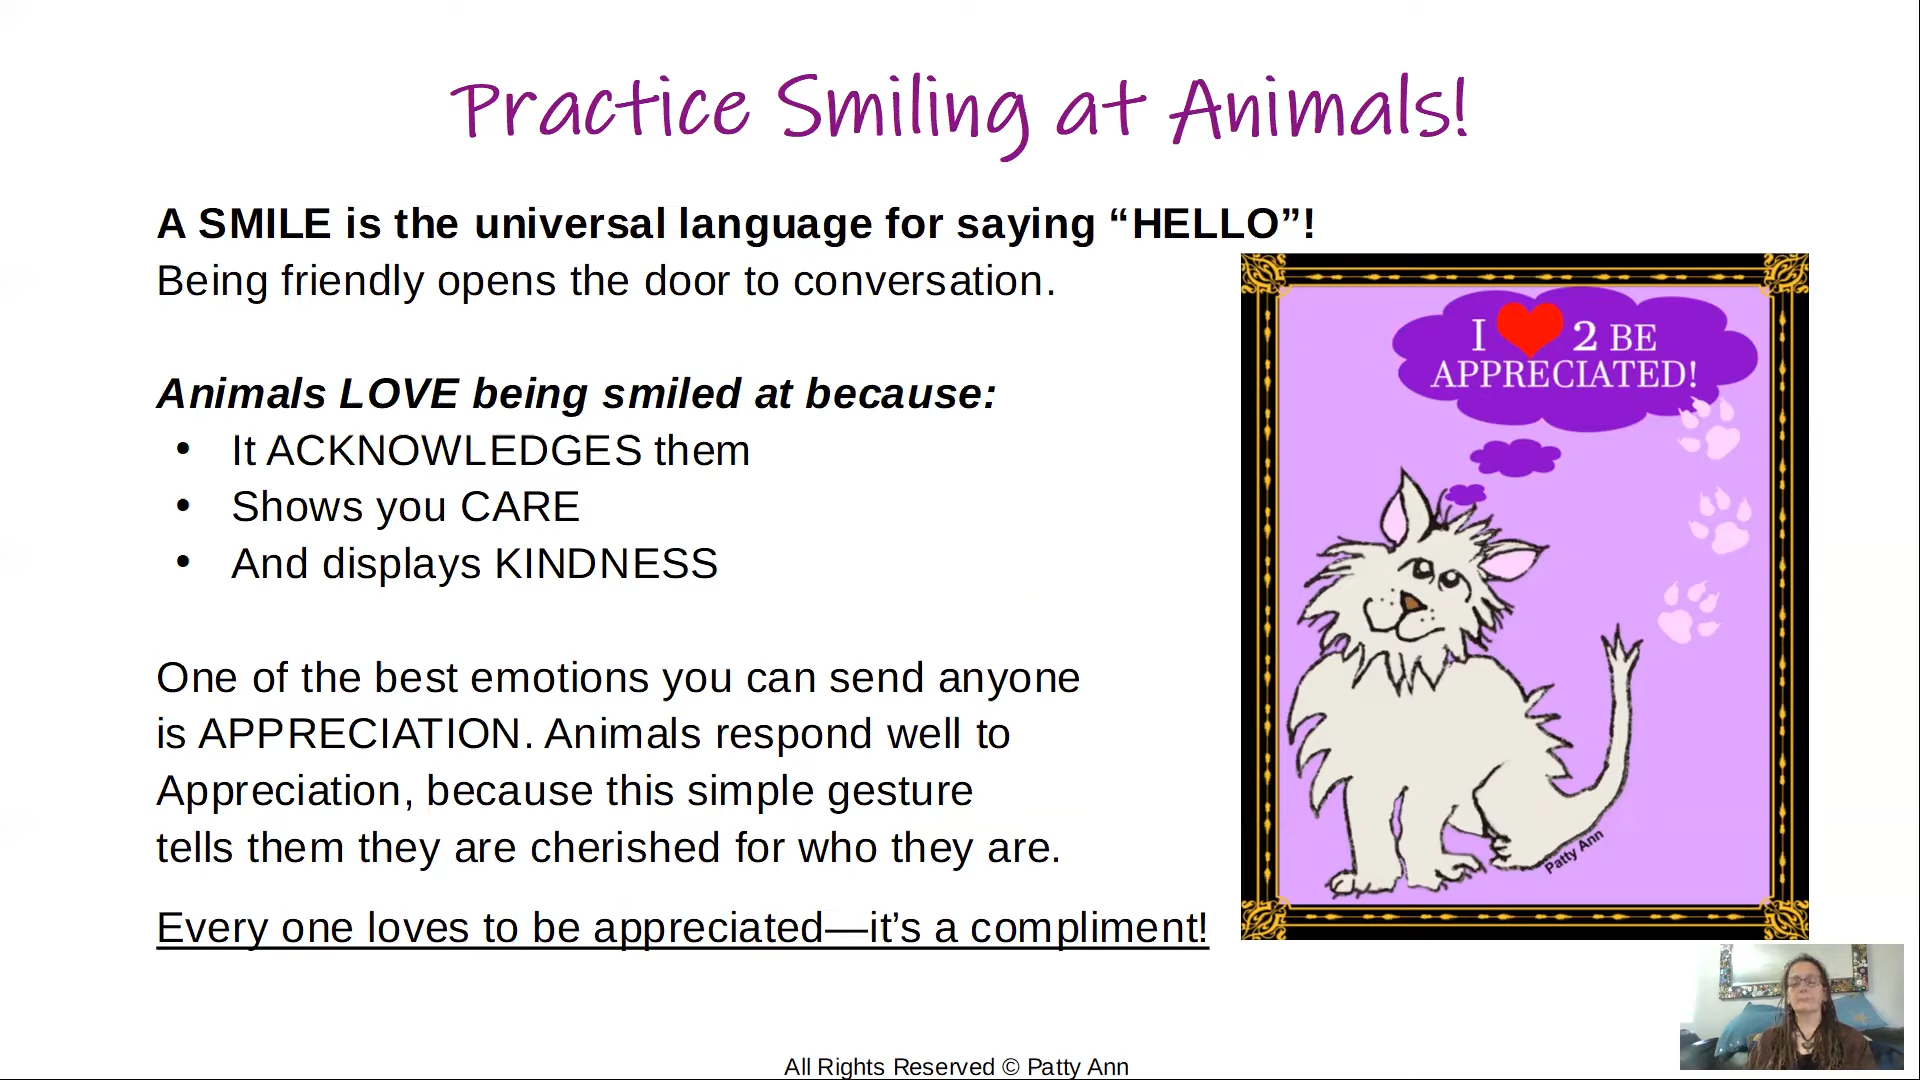 Practice Smiling at Animals!
A SMILE is the universal language for saying “HELLO”!
Being friendly opens the door to conversation.
Animals LOVE being smiled at because:
• It ACKNOWLEDGES them
• Shows you CARE
• And displays KINDNESS
One of the best emotions you can send anyone
is APPRECIATION. Animals respond well to
Appreciation, because this simple gesture
tells them they are cherished for who they are.
Every one loves to be appreciated—it’s a compliment!
I ❤ 2 BE
APPRECIATED!
Patty Ann
All Rights Reserved © Patty Ann